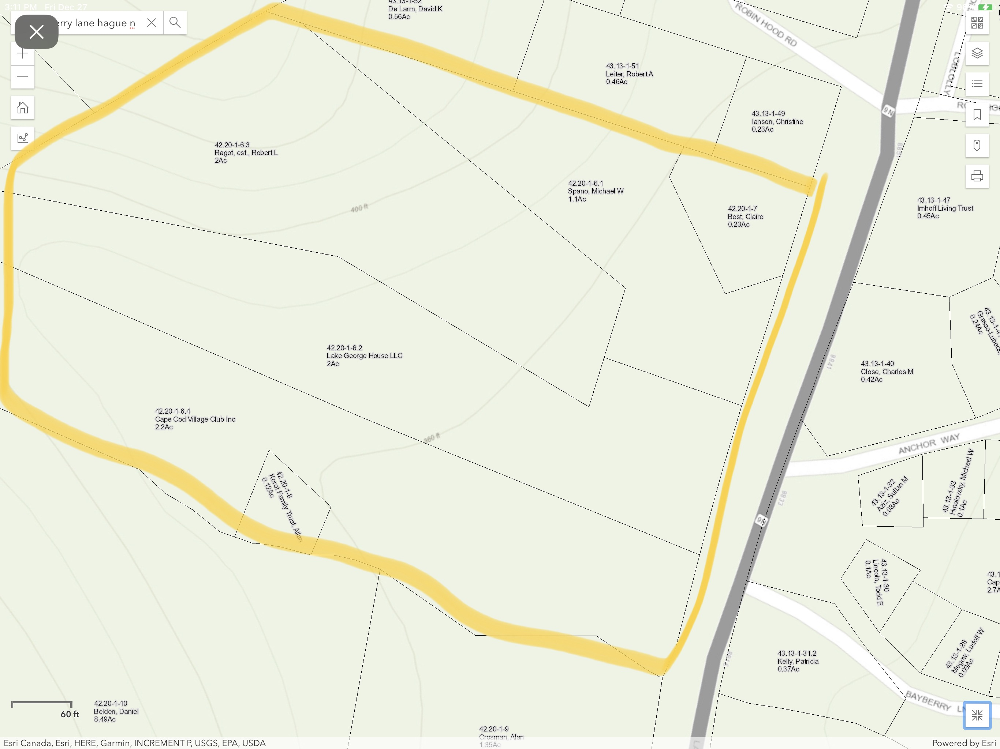 3:11 PM Fri Dec 27
erry lane hague n
43.13-1-52
De Larm, David K
0.56Ac
ROBIN HOOD RD
43.13-1-51
Leiter, Robert A
0.46Ac
LOBLOLLY
43.13-1-49
Ianson, Christine
0.23Ac
9N
42.20-1-6.3
Ragot, est., Robert L
2Ac
42.20-1-6.1
Spano, Michael W
1.1Ac
400 ft
42.20-1-7
Best, Claire
0.23Ac
43.13-1-47
Imhoff Living Trust
0.45Ac
42.20-1-6.2
Lake George House LLC
2Ac
8941
43.13-1-40
Close, Charles M
0.42Ac
Grasso-Lubeck,
0.24Ac
42.20-1-6.4
Cape Cod Village Club Inc
2.2Ac
360 ft
ANCHOR WAY
42.20-1-8
Korot Family Trust, Allan
0.12Ac
8933
9N
43.13-1-32
Aziz, Sultan M
0.08Ac
43.13-1-33
Hmelovsky, Michael W
0.1Ac
43.13-1-30
Lincoln, Todd E
0.1Ac
43.1
Cap
2.7A
43.13-1-31.2
Kelly, Patricia
0.37Ac
43.13-1-28
Megow, Ludolf W
0.09Ac
BAYBERRY LN
60 ft
42.20-1-10
Belden, Daniel
8.49Ac
42.20-1-9
Crosman, Alan
1.35Ac
Esri Canada, Esri, HERE, Garmin, INCREMENT P, USGS, EPA, USDA
Powered by Esri